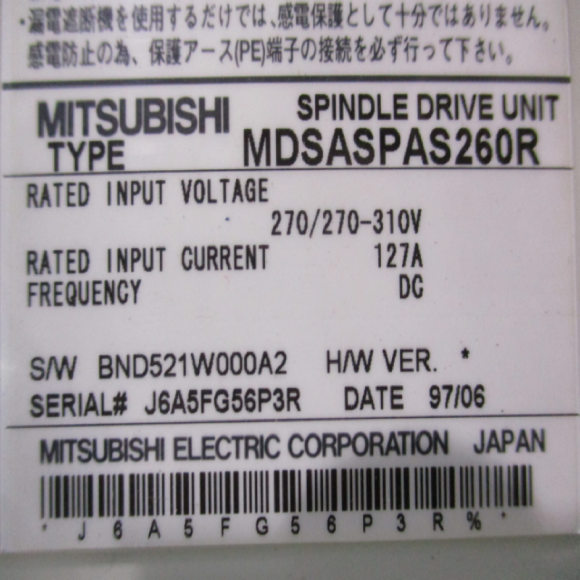 ・漏電遮断機を使用するだけでは、感電保護として十分ではありません。
感電防止の為、保護アース(PE)端子の接続を必ず行って下さい。
MITSUBISHI SPINDLE DRIVE UNIT
TYPE MDSASPAS260R
RATED INPUT VOLTAGE
270/270-310V
RATED INPUT CURRENT 127A
FREQUENCY DC
S/W BND521W000A2 H/W VER. *
SERIAL# J6A5FG56P3R DATE 97/06
MITSUBISHI ELECTRIC CORPORATION JAPAN
* J 6 A 5 F G 5 6 P 3 R % *